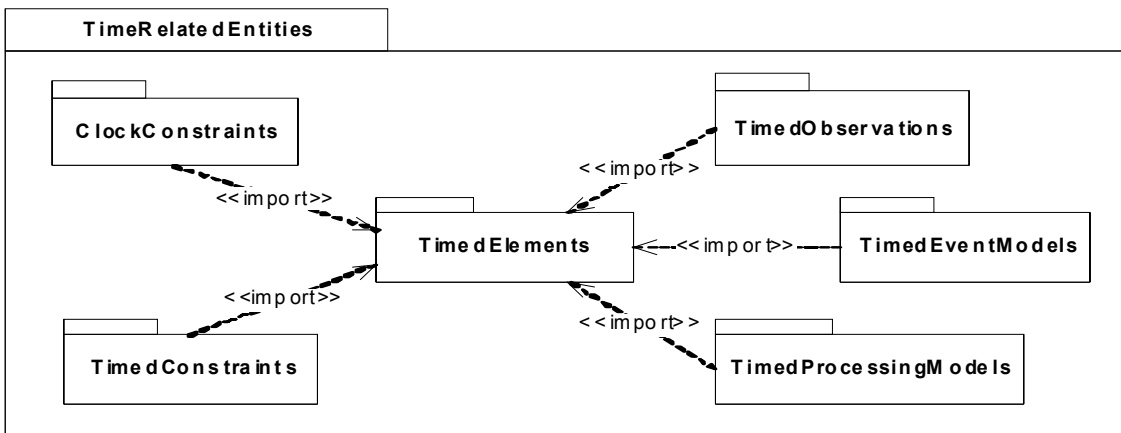 TimeRelatedEntities
ClockConstraints
TimedObservations
<<import>>
<<import>>
TimedElements
<<import>>
TimedEventModels
<<import>>
<<import>>
TimedConstraints
TimedProcessingModels